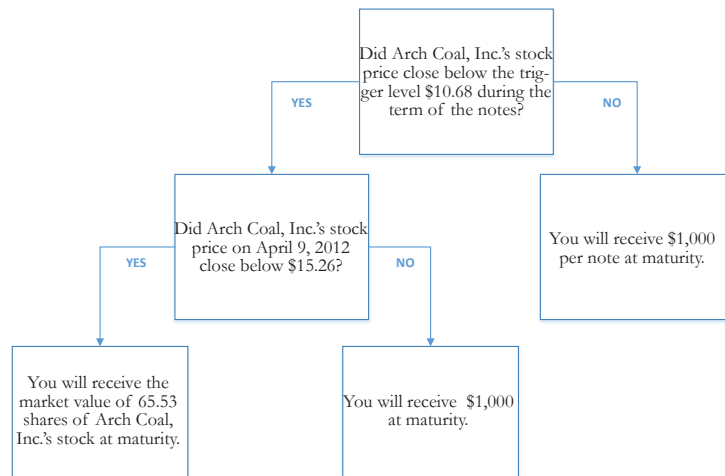 Did Arch Coal, Inc.'s stock
price close below the trig-
ger level $10.68 during the
term of the notes?
YES
NO
Did Arch Coal, Inc.'s stock
price on April 9, 2012
close below $15.26?
You will receive $1,000
per note at maturity.
YES
NO
You will receive the
market value of 65.53
shares of Arch Coal,
Inc.'s stock at maturity.
You will receive $1,000
at maturity.